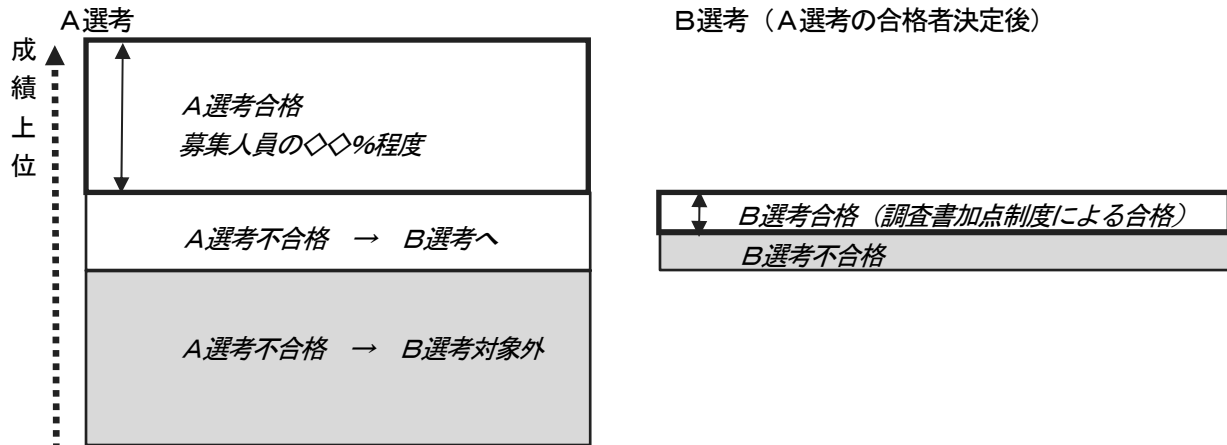 A選考
B選考（A選考の合格者決定後）
成績上位
A選考合格
募集人員の◇◇%程度
A選考不合格　→　B選考へ
A選考不合格　→　B選考対象外
B選考合格（調査書加点制度による合格）
B選考不合格